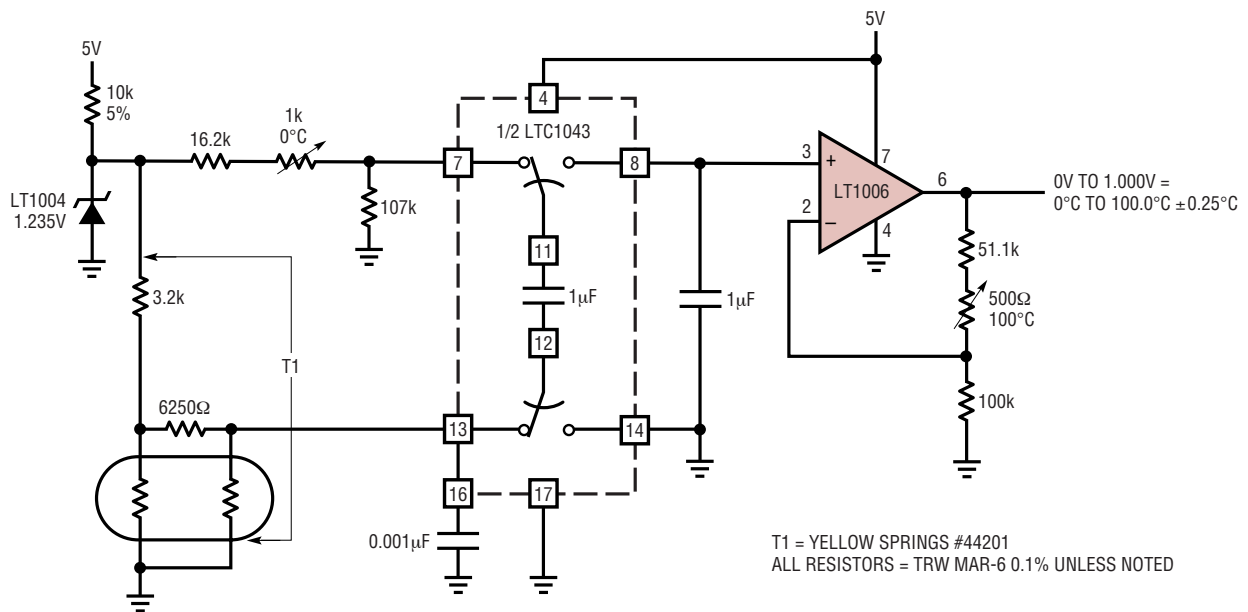 5V
10k
5%
LT1004
1.235V
16.2k
1k
0°C
107k
3.2k
T1
6250Ω
4
1/2 LTC1043
7
8
11
1µF
12
13
14
16
17
0.001µF
1µF
5V
3
+
7
LT1006
6
2
–
4
0V TO 1.000V =
0°C TO 100.0°C ±0.25°C
51.1k
500Ω
100°C
100k
T1 = YELLOW SPRINGS #44201
ALL RESISTORS = TRW MAR-6 0.1% UNLESS NOTED